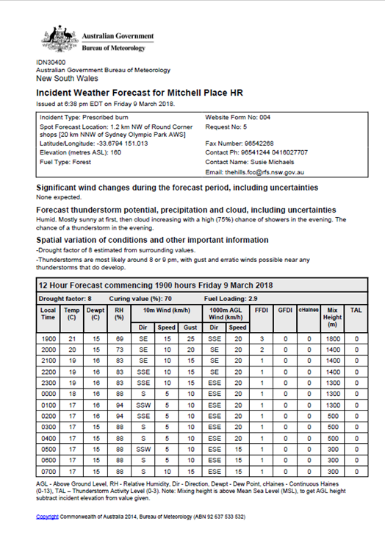 Australian Government
Bureau of Meteorology
IDN30400
Australian Government Bureau of Meteorology
New South Wales
Incident Weather Forecast for Mitchell Place HR
Issued at 6:38 pm EDT on Friday 9 March 2018.
Incident Type: Prescribed burn Website Form No: 004
Spot Forecast Location: 1.2 km NW of Round Corner Request No: 5
shops [20 km NNW of Sydney Olympic Park AWS]
Latitude/Longitude: -33.6794 151.013 Fax Number: 96542268
Elevation (metres ASL): 160 Contact Ph: 96541244 0416027707
Fuel Type: Forest Contact Name: Susie Michaels
Email: thehills.fcc@rfs.nsw.gov.au
Significant wind changes during the forecast period, including uncertainties
None expected.
Forecast thunderstorm potential, precipitation and cloud, including uncertainties
Humid. Mostly sunny at first, then cloud increasing with a high (75%) chance of showers in the evening. The
chance of a thunderstorm in the evening.
Spatial variation of conditions and other important information
-Drought factor of 8 estimated from surrounding values.
-Thunderstorms are most likely around 8 or 9 pm, with gust and erratic winds possible near any
thunderstorms that do develop.
12 Hour Forecast commencing 1900 hours Friday 9 March 2018
Drought factor: 8 Curing value (%): 70 Fuel Loading: 2.9
Local Time Temp (C) Dewpt (C) RH (%) 10m Wind (km/h) 1000m AGL Wind (km/h) FFDI GFDI cHaines Mix Height (m) TAL
Dir Speed Gust Dir Speed
1900 21 15 69 SE 15 25 SSE 20 3 0 0 1600 0
2000 20 15 73 SE 10 20 SE 20 2 0 0 1400 0
2100 19 16 83 SE 10 15 SE 20 1 0 0 1400 0
2200 19 16 83 SSE 10 15 SE 20 1 0 0 1400 0
2300 19 16 83 SSE 10 15 ESE 20 1 0 0 1300 0
0000 18 16 88 S 5 10 ESE 20 1 0 0 1300 0
0100 17 16 94 SSW 5 10 ESE 20 1 0 0 1300 0
0200 17 16 94 SSE 5 10 ESE 20 1 0 0 500 0
0300 17 15 88 S 5 10 ESE 20 1 0 0 500 0
0400 17 15 88 S 5 10 ESE 20 1 0 0 500 0
0500 17 15 88 SSW 5 10 ESE 15 1 0 0 300 0
0600 17 15 88 S 5 10 ESE 15 1 0 0 300 0
0700 17 15 88 S 10 15 ESE 15 1 0 0 300 0
AGL - Above Ground Level, RH - Relative Humidity, Dir - Direction, Dewpt - Dew Point, cHaines - Continuous Haines
(0-13), TAL – Thunderstorm Activity Level (0-3). Note: Mixing height is above Mean Sea Level (MSL), to get AGL height
subtract incident elevation from value given.
Copyright Commonwealth of Australia 2014, Bureau of Meteorology (ABN 92 637 533 532)